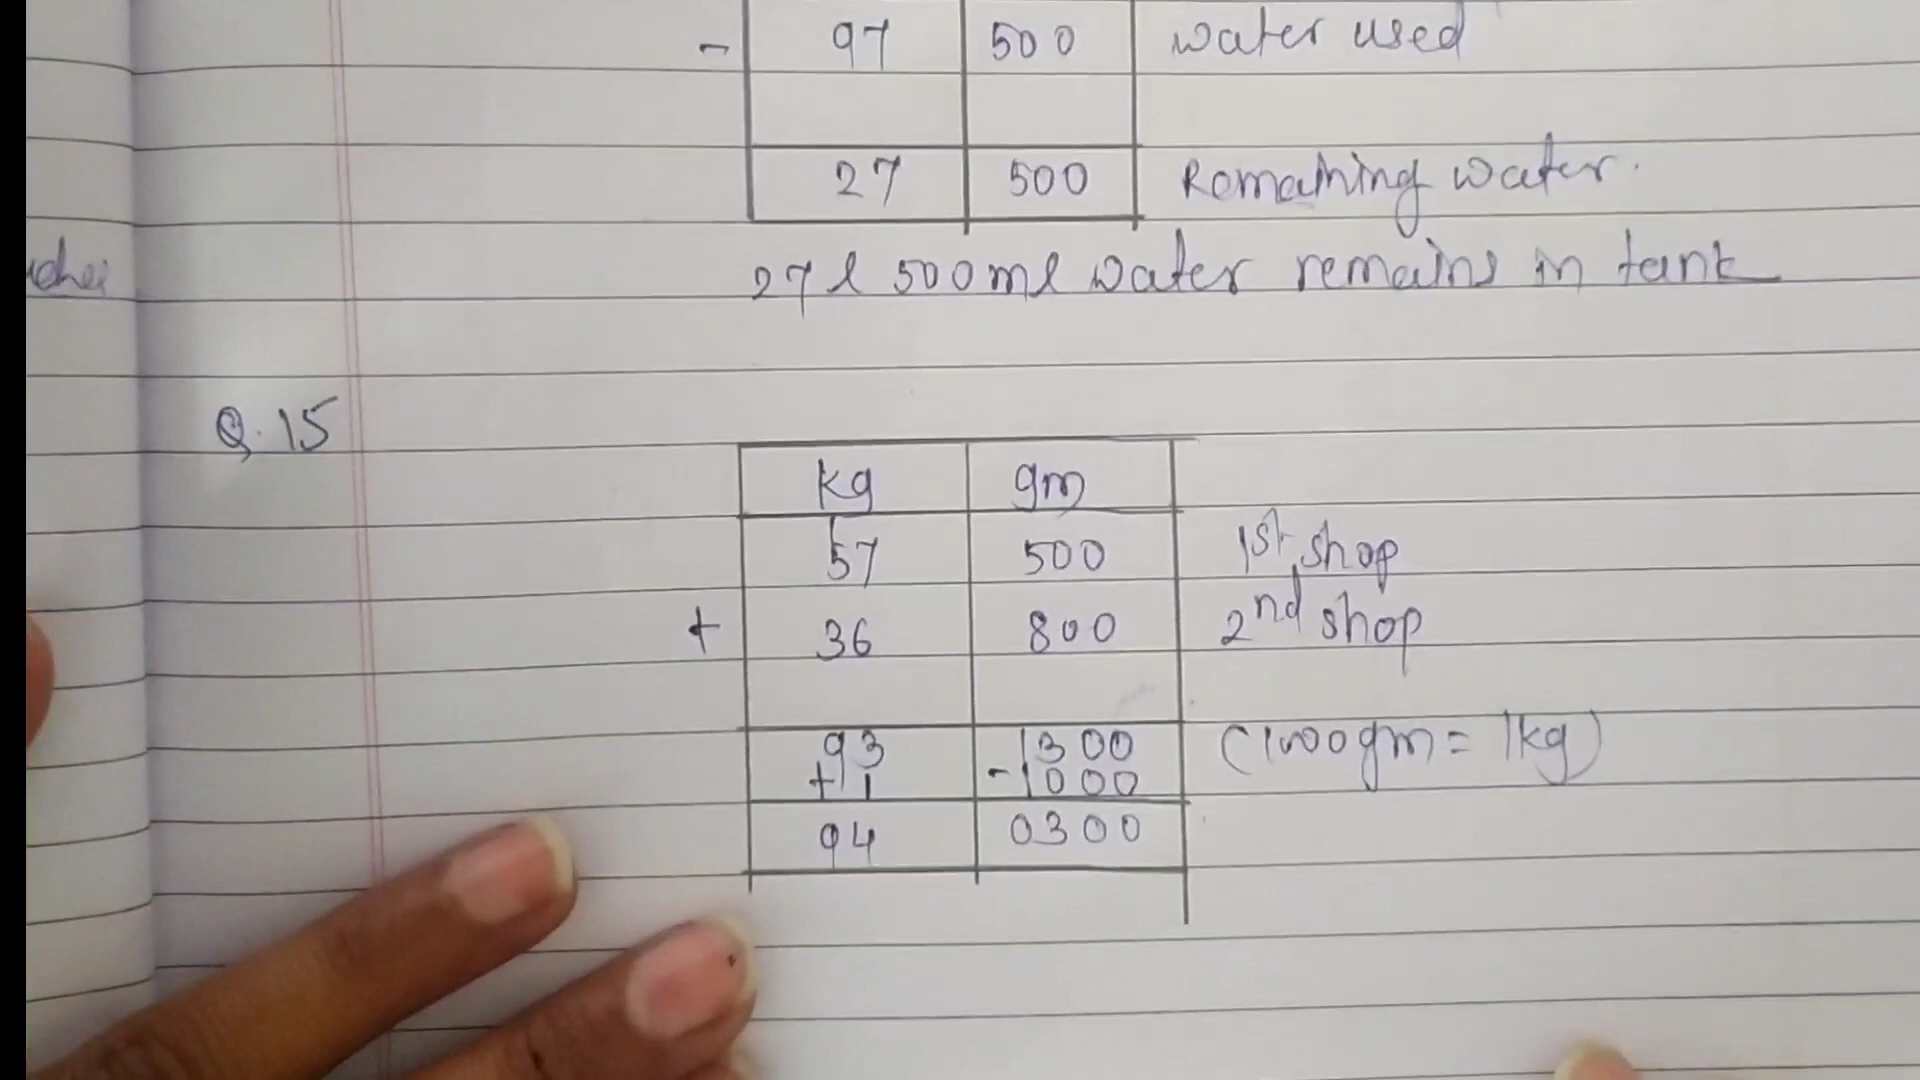 - 97 500 water used
27 500 Remaining water.
27 l 500 ml water remains in tank
Q. 15
kg gm
57 500 1st shop
+ 36 800 2nd shop
93 1300 (1000gm = 1kg)
+ 1 - 1000
94 0300